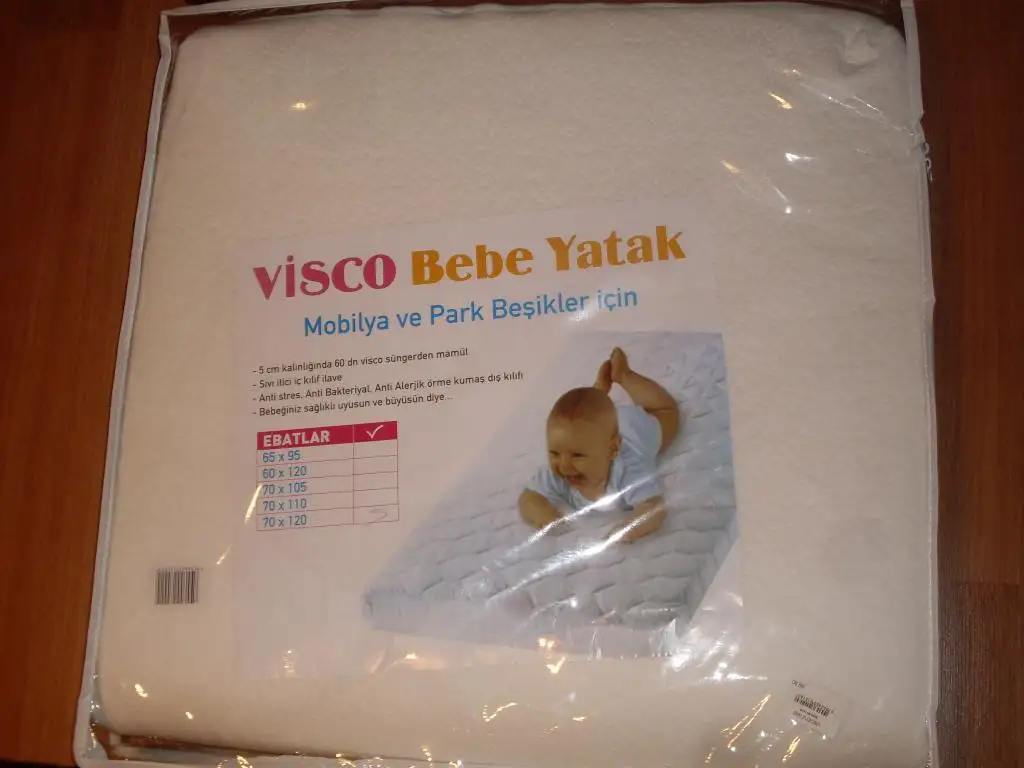 VİSCO Bebe Yatak
Mobilya ve Park Beşikler için
- 5 cm kalınlığında 60 dn visco süngerden mamül
- Sıvı itici iç kılıf ilave
- Anti stres, Anti Bakteriyal, Anti Alerjik örme kumaş dış kılıfı
- Bebeğiniz sağlıklı uyusun ve büyüsün diye...
EBATLAR ✓
65 x 95
60 x 120
70 x 105
70 x 110
70 x 120